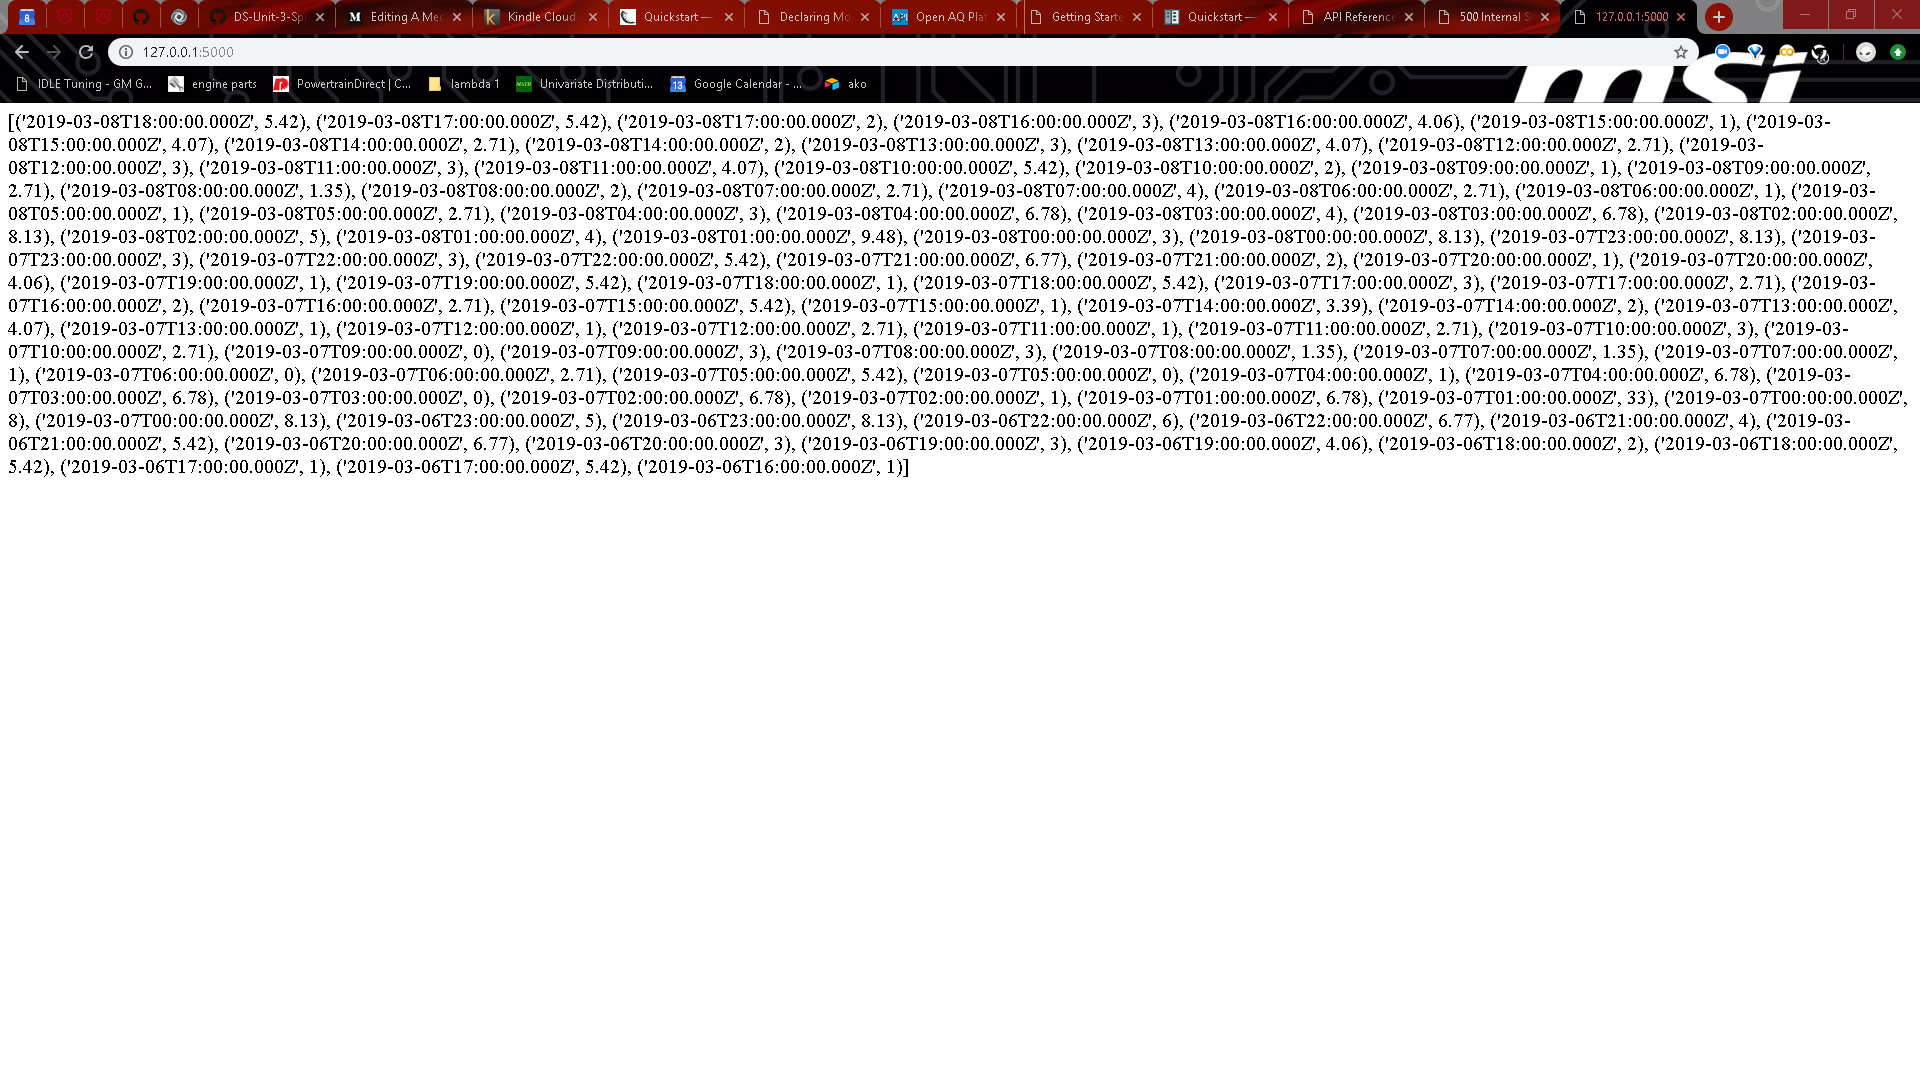 8
DS-Unit-3-Sp
Editing A Med
Kindle Cloud
Quickstart —
Declaring Mo
API Open AQ Plat
Getting Starte
Quickstart —
API Reference
500 Internal S
127.0.0.1:5000
127.0.0.1:5000
IDLE Tuning - GM G...
engine parts
PowertrainDirect | C...
lambda 1
MATH Univariate Distributi...
13 Google Calendar - ...
ako
msi
[('2019-03-08T18:00:00.000Z', 5.42), ('2019-03-08T17:00:00.000Z', 5.42), ('2019-03-08T17:00:00.000Z', 2), ('2019-03-08T16:00:00.000Z', 3), ('2019-03-08T16:00:00.000Z', 4.06), ('2019-03-08T15:00:00.000Z', 1), ('2019-03-
08T15:00:00.000Z', 4.07), ('2019-03-08T14:00:00.000Z', 2.71), ('2019-03-08T14:00:00.000Z', 2), ('2019-03-08T13:00:00.000Z', 3), ('2019-03-08T13:00:00.000Z', 4.07), ('2019-03-08T12:00:00.000Z', 2.71), ('2019-03-
08T12:00:00.000Z', 3), ('2019-03-08T11:00:00.000Z', 3), ('2019-03-08T11:00:00.000Z', 4.07), ('2019-03-08T10:00:00.000Z', 5.42), ('2019-03-08T10:00:00.000Z', 2), ('2019-03-08T09:00:00.000Z', 1), ('2019-03-08T09:00:00.000Z',
2.71), ('2019-03-08T08:00:00.000Z', 1.35), ('2019-03-08T08:00:00.000Z', 2), ('2019-03-08T07:00:00.000Z', 2.71), ('2019-03-08T07:00:00.000Z', 4), ('2019-03-08T06:00:00.000Z', 2.71), ('2019-03-08T06:00:00.000Z', 1), ('2019-03-
08T05:00:00.000Z', 1), ('2019-03-08T05:00:00.000Z', 2.71), ('2019-03-08T04:00:00.000Z', 3), ('2019-03-08T04:00:00.000Z', 6.78), ('2019-03-08T03:00:00.000Z', 4), ('2019-03-08T03:00:00.000Z', 6.78), ('2019-03-08T02:00:00.000Z',
8.13), ('2019-03-08T02:00:00.000Z', 5), ('2019-03-08T01:00:00.000Z', 4), ('2019-03-08T01:00:00.000Z', 9.48), ('2019-03-08T00:00:00.000Z', 3), ('2019-03-08T00:00:00.000Z', 8.13), ('2019-03-07T23:00:00.000Z', 8.13), ('2019-03-
07T23:00:00.000Z', 3), ('2019-03-07T22:00:00.000Z', 3), ('2019-03-07T22:00:00.000Z', 5.42), ('2019-03-07T21:00:00.000Z', 6.77), ('2019-03-07T21:00:00.000Z', 2), ('2019-03-07T20:00:00.000Z', 1), ('2019-03-07T20:00:00.000Z',
4.06), ('2019-03-07T19:00:00.000Z', 1), ('2019-03-07T19:00:00.000Z', 5.42), ('2019-03-07T18:00:00.000Z', 1), ('2019-03-07T18:00:00.000Z', 5.42), ('2019-03-07T17:00:00.000Z', 3), ('2019-03-07T17:00:00.000Z', 2.71), ('2019-03-
07T16:00:00.000Z', 2), ('2019-03-07T16:00:00.000Z', 2.71), ('2019-03-07T15:00:00.000Z', 5.42), ('2019-03-07T15:00:00.000Z', 1), ('2019-03-07T14:00:00.000Z', 3.39), ('2019-03-07T14:00:00.000Z', 2), ('2019-03-07T13:00:00.000Z',
4.07), ('2019-03-07T13:00:00.000Z', 1), ('2019-03-07T12:00:00.000Z', 1), ('2019-03-07T12:00:00.000Z', 2.71), ('2019-03-07T11:00:00.000Z', 1), ('2019-03-07T11:00:00.000Z', 2.71), ('2019-03-07T10:00:00.000Z', 3), ('2019-03-
07T10:00:00.000Z', 2.71), ('2019-03-07T09:00:00.000Z', 0), ('2019-03-07T09:00:00.000Z', 3), ('2019-03-07T08:00:00.000Z', 3), ('2019-03-07T08:00:00.000Z', 1.35), ('2019-03-07T07:00:00.000Z', 1.35), ('2019-03-07T07:00:00.000Z',
1), ('2019-03-07T06:00:00.000Z', 0), ('2019-03-07T06:00:00.000Z', 2.71), ('2019-03-07T05:00:00.000Z', 5.42), ('2019-03-07T05:00:00.000Z', 0), ('2019-03-07T04:00:00.000Z', 1), ('2019-03-07T04:00:00.000Z', 6.78), ('2019-03-
07T03:00:00.000Z', 6.78), ('2019-03-07T03:00:00.000Z', 0), ('2019-03-07T02:00:00.000Z', 6.78), ('2019-03-07T02:00:00.000Z', 1), ('2019-03-07T01:00:00.000Z', 6.78), ('2019-03-07T01:00:00.000Z', 33), ('2019-03-07T00:00:00.000Z',
8), ('2019-03-07T00:00:00.000Z', 8.13), ('2019-03-06T23:00:00.000Z', 5), ('2019-03-06T23:00:00.000Z', 8.13), ('2019-03-06T22:00:00.000Z', 6), ('2019-03-06T22:00:00.000Z', 6.77), ('2019-03-06T21:00:00.000Z', 4), ('2019-03-
06T21:00:00.000Z', 5.42), ('2019-03-06T20:00:00.000Z', 6.77), ('2019-03-06T20:00:00.000Z', 3), ('2019-03-06T19:00:00.000Z', 3), ('2019-03-06T19:00:00.000Z', 4.06), ('2019-03-06T18:00:00.000Z', 2), ('2019-03-06T18:00:00.000Z',
5.42), ('2019-03-06T17:00:00.000Z', 1), ('2019-03-06T17:00:00.000Z', 5.42), ('2019-03-06T16:00:00.000Z', 1)]